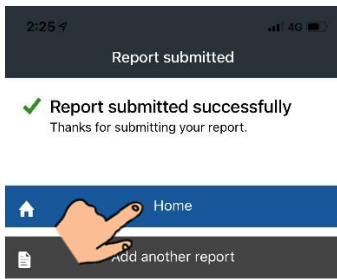 2:25
4G
Report submitted
Report submitted successfully
Thanks for submitting your report.
Home
Add another report